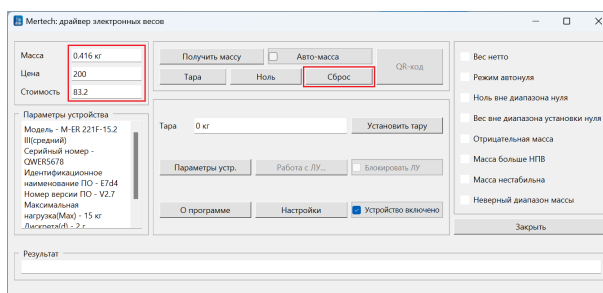 Mertech: драйвер электронных весов
Масса 0.416 кг
Цена 200
Стоимость 83.2
Получить массу Авто-масса
Тара Ноль Сброс
QR-код
Параметры устройства
Модель - M-ER 221F-15.2
III(средний)
Серийный номер -
QWER5678
Идентификационное
наименование ПО - E7d4
Номер версии ПО - V2.7
Максимальная
нагрузка(Max) - 15 кг
Дискрета(d) - 2 г
Тара 0 кг Установить тару
Параметры устр. Работа с ЛУ... Блокировать ЛУ
О программе Настройки Устройство включено
Вес нетто
Режим автонуля
Ноль вне диапазона нуля
Вес вне диапазона установки нуля
Отрицательная масса
Масса больше НПВ
Масса нестабильна
Неверный диапазон массы
Закрыть
Результат